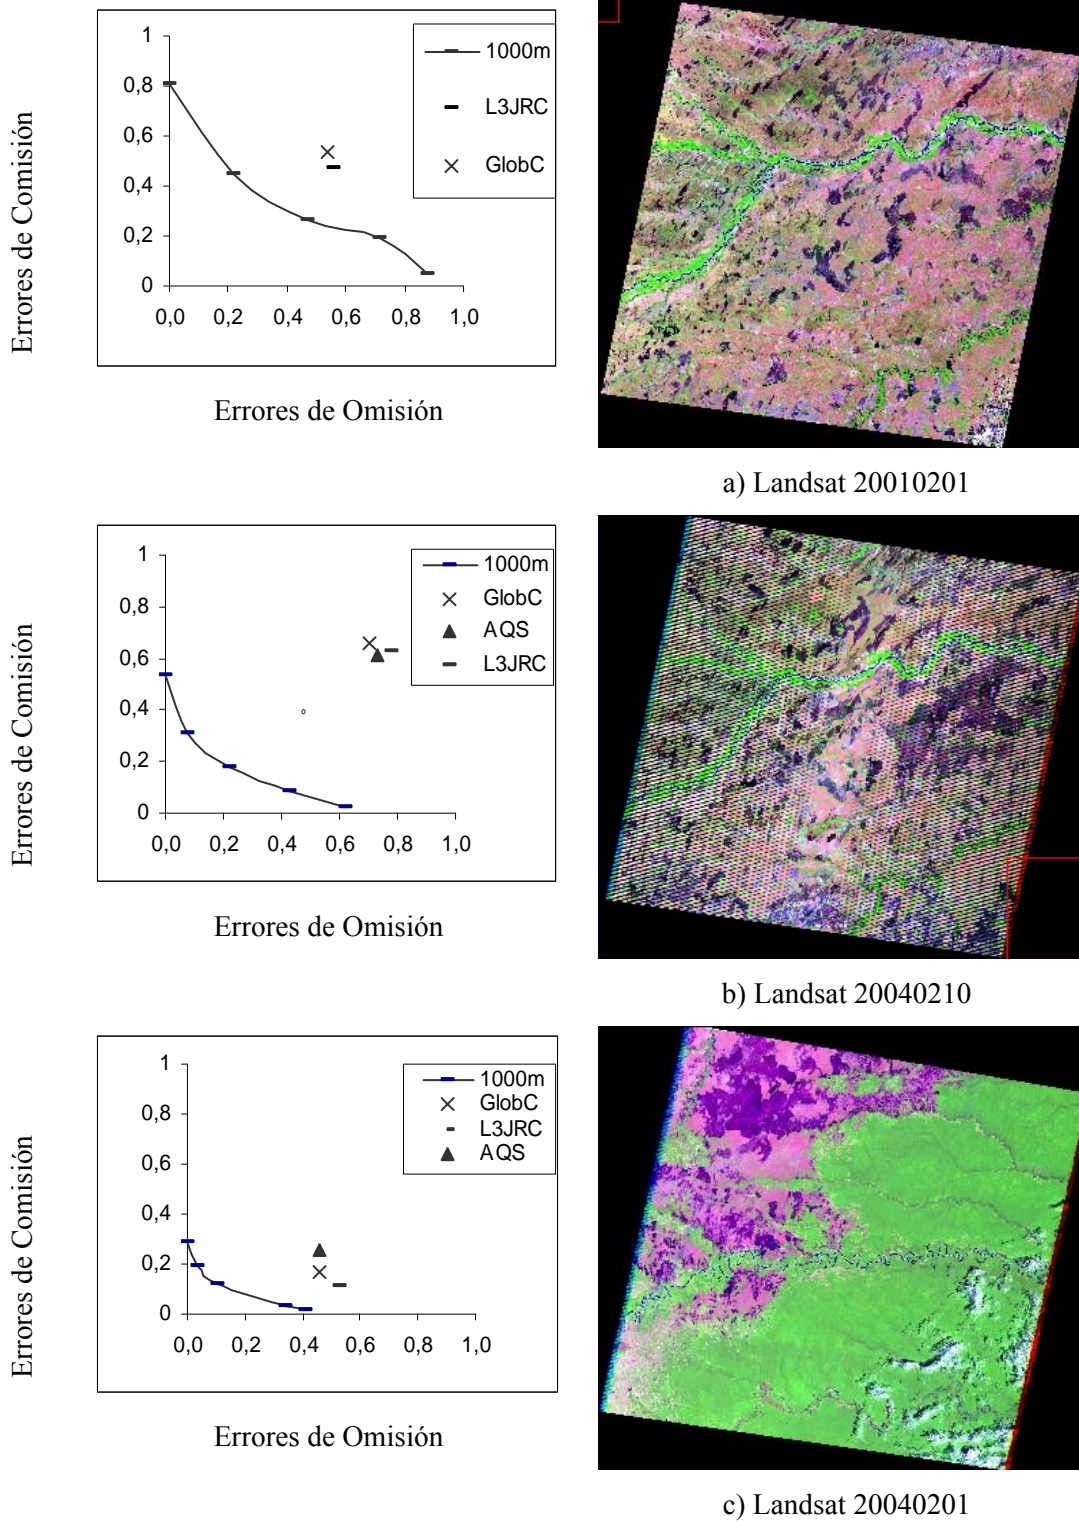 Errores de Comisión
1
0,8
0,6
0,4
0,2
0
0,0 0,2 0,4 0,6 0,8 1,0
1000m
L3JRC
GlobC
Errores de Omisión
a) Landsat 20010201
Errores de Comisión
1
0,8
0,6
0,4
0,2
0
0,0 0,2 0,4 0,6 0,8 1,0
1000m
GlobC
AQS
L3JRC
Errores de Omisión
b) Landsat 20040210
Errores de Comisión
1
0,8
0,6
0,4
0,2
0
0,0 0,2 0,4 0,6 0,8 1,0
1000m
GlobC
L3JRC
AQS
Errores de Omisión
c) Landsat 20040201